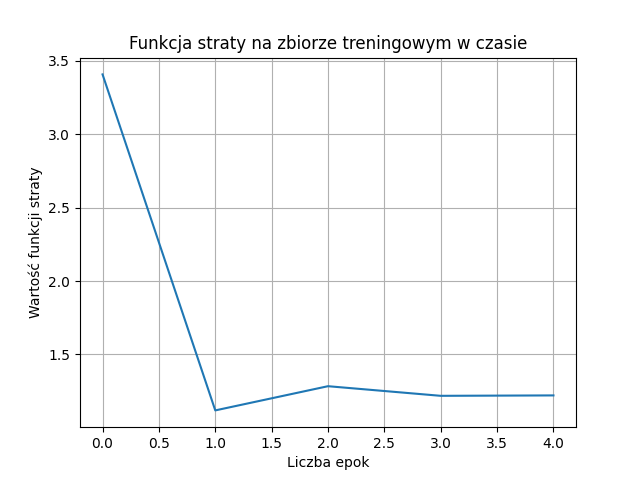 Funkcja straty na zbiorze treningowym w czasie
3.5
3.0
2.5
2.0
1.5
Wartość funkcji straty
0.0 0.5 1.0 1.5 2.0 2.5 3.0 3.5 4.0
Liczba epok